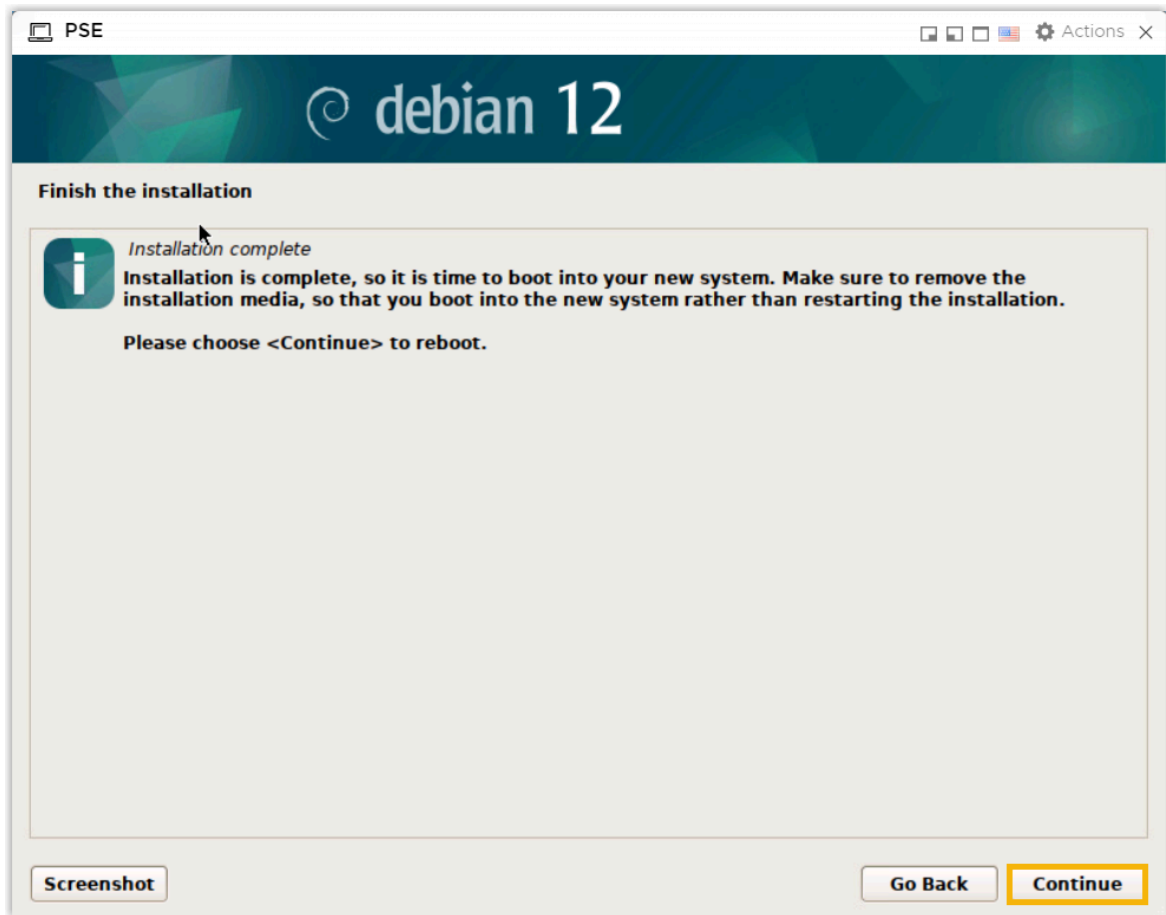 PSE
Actions
debian 12
Finish the installation
Installation complete
Installation is complete, so it is time to boot into your new system. Make sure to remove the
installation media, so that you boot into the new system rather than restarting the installation.
Please choose <Continue> to reboot.
Screenshot
Go Back
Continue